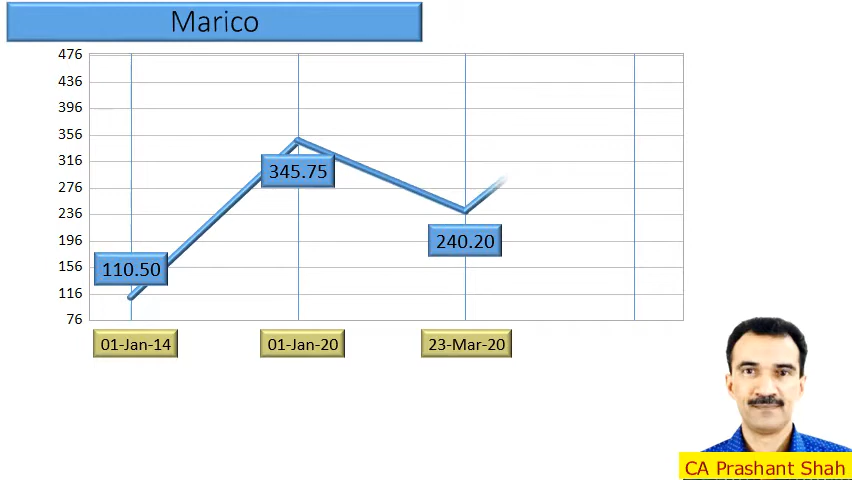 Marico
476
436
396
356
316
276
236
196
156
116
76
345.75
240.20
110.50
01-Jan-14
01-Jan-20
23-Mar-20
CA Prashant Shah